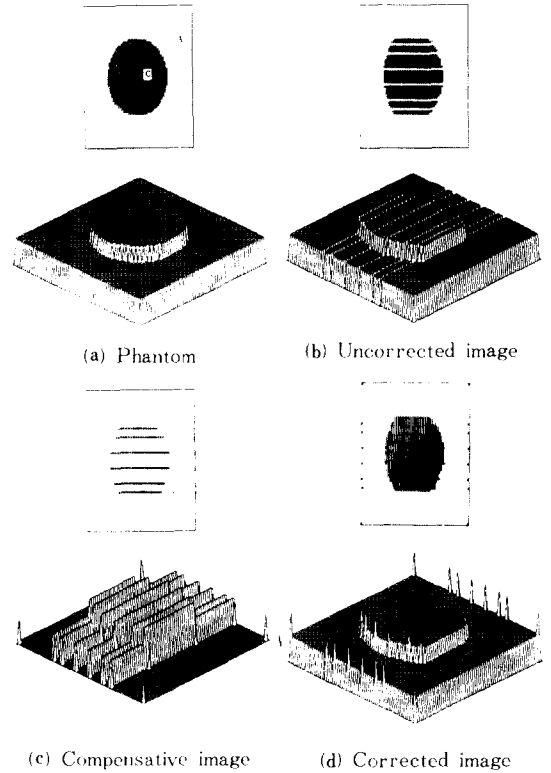 (a) Phantom
(b) Uncorrected image
(c) Compensative image
(d) Corrected image